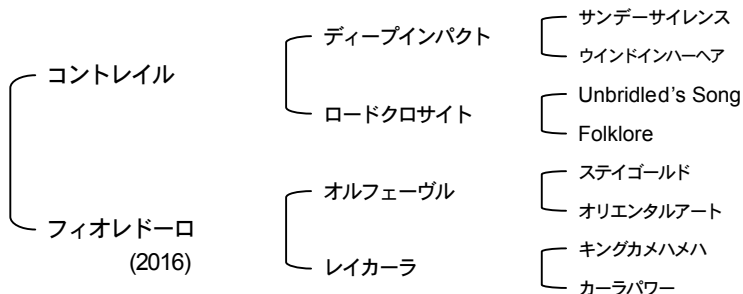 コントレイル
フィオレドーロ
(2016)
ディープインパクト
ロードクロサイト
オルフェーヴル
レイカーラ
サンデーサイレンス
ウインドインハーヘア
Unbridled's Song
Folklore
ステイゴールド
オリエンタルアート
キングカメハメハ
カーラパワー